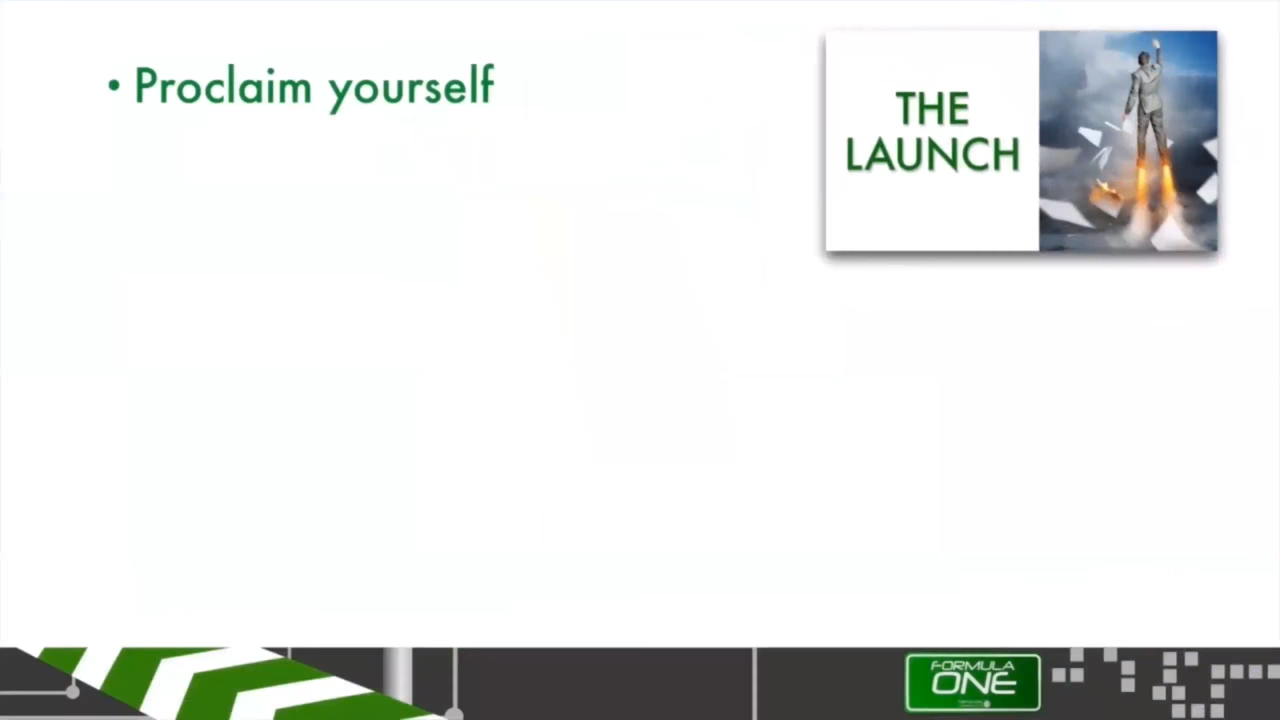 • Proclaim yourself
THE
LAUNCH
FORMULA
ONE